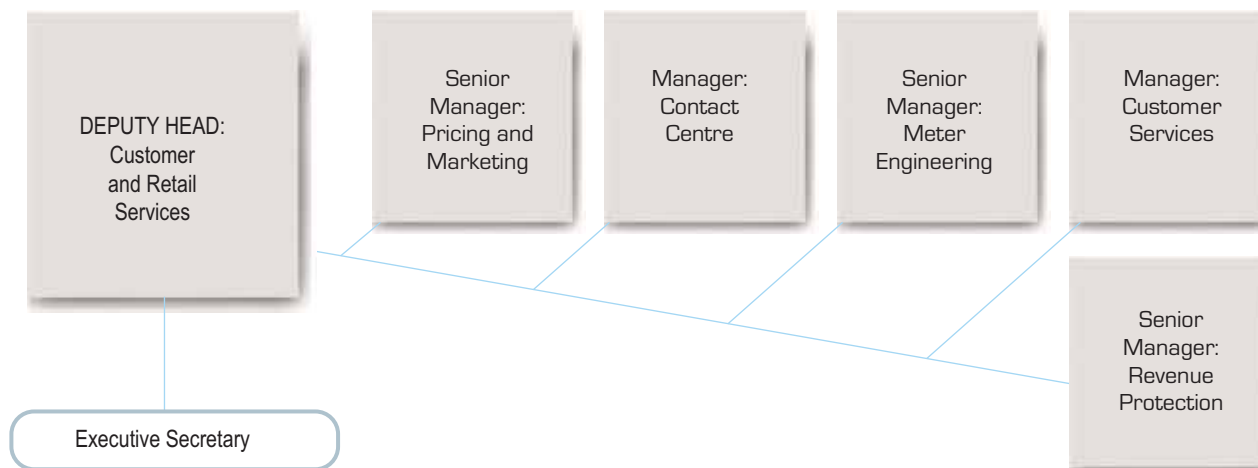 DEPUTY HEAD:
Customer
and Retail
Services
Senior
Manager:
Pricing and
Marketing
Manager:
Contact
Centre
Senior
Manager:
Meter
Engineering
Manager:
Customer
Services
Senior
Manager:
Revenue
Protection
Executive Secretary